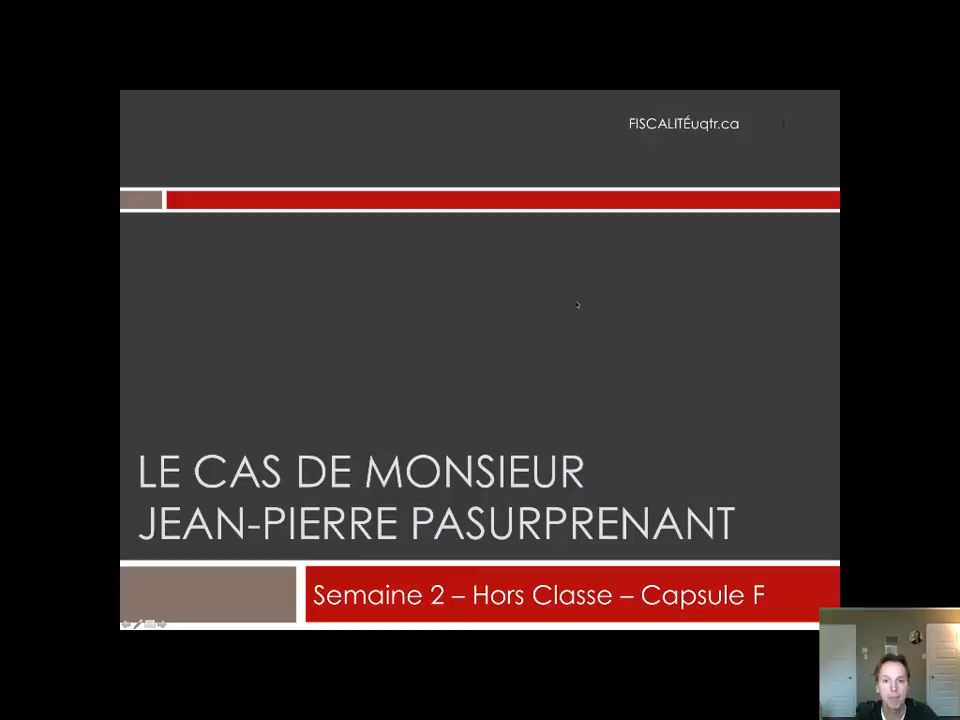 FISCALITÉuqtr.ca
LE CAS DE MONSIEUR
JEAN-PIERRE PASURPRENANT
Semaine 2 – Hors Classe – Capsule F